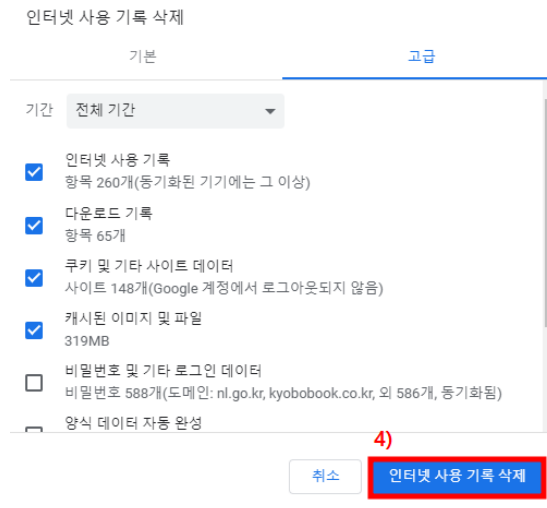 인터넷 사용 기록 삭제
기본 고급
기간 전체 기간
인터넷 사용 기록
항목 260개(동기화된 기기에는 그 이상)
다운로드 기록
항목 65개
쿠키 및 기타 사이트 데이터
사이트 148개(Google 계정에서 로그아웃되지 않음)
캐시된 이미지 및 파일
319MB
비밀번호 및 기타 로그인 데이터
비밀번호 588개(도메인: nl.go.kr, kyobobook.co.kr, 외 586개, 동기화됨)
양식 데이터 자동 완성
4)
취소 인터넷 사용 기록 삭제